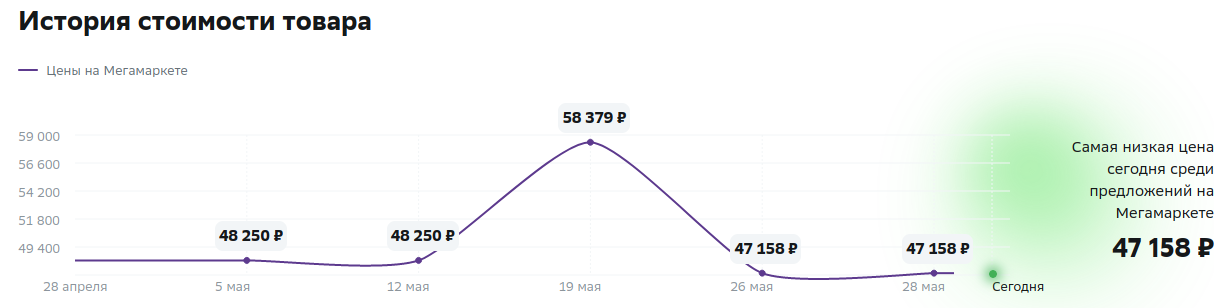 История стоимости товара
Цены на Мегамаркете
59 000
56 600
54 200
51 800
49 400
48 250 ₽
48 250 ₽
58 379 ₽
47 158 ₽
47 158 ₽
28 апреля
5 мая
12 мая
19 мая
26 мая
28 мая
Сегодня
Самая низкая цена
сегодня среди
предложений на
Мегамаркете
47 158 ₽